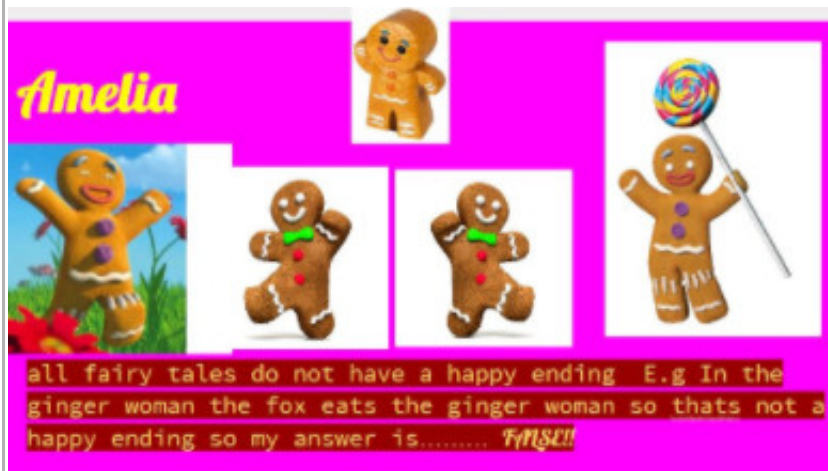 Amelia
all fairy tales do not have a happy ending E.g In the
ginger woman the fox eats the ginger woman so thats not a
happy ending so my answer is......... FALSE!!